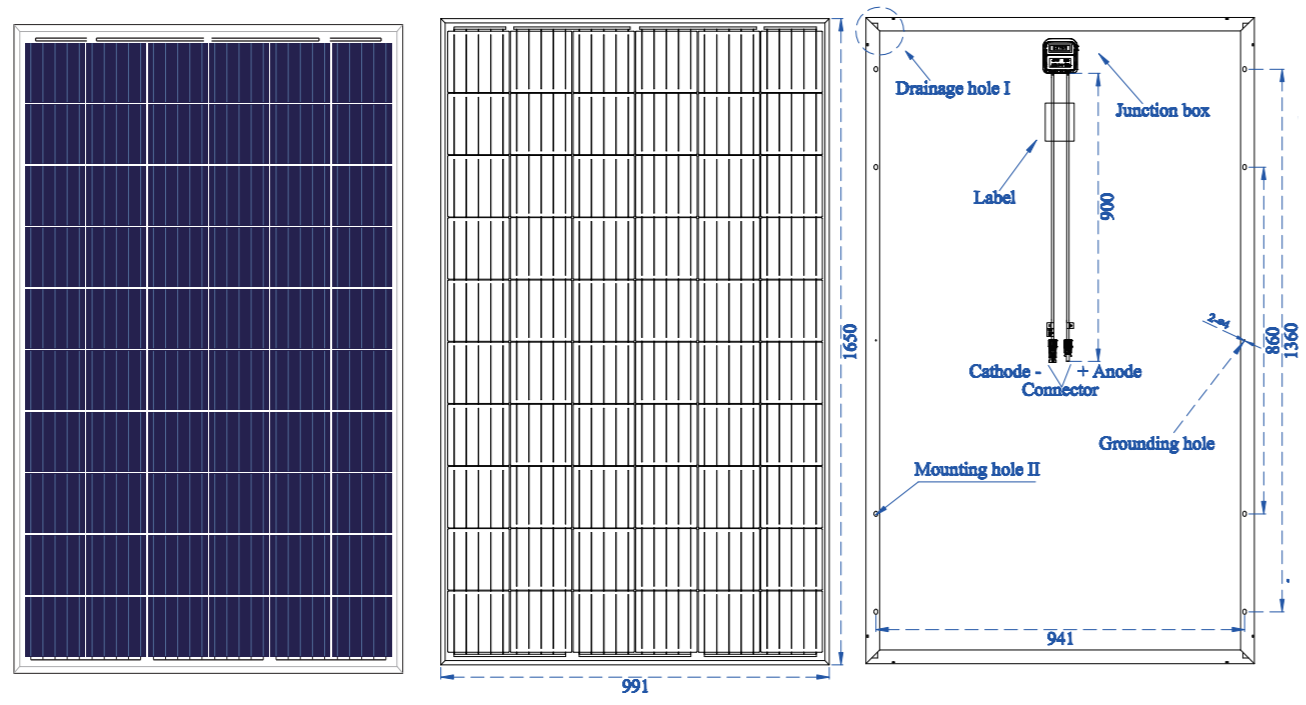 Drainage hole I
Junction box
Label
900
1650
2-ø4
860
1360
Cathode -
+ Anode
Connector
Grounding hole
Mounting hole II
941
991